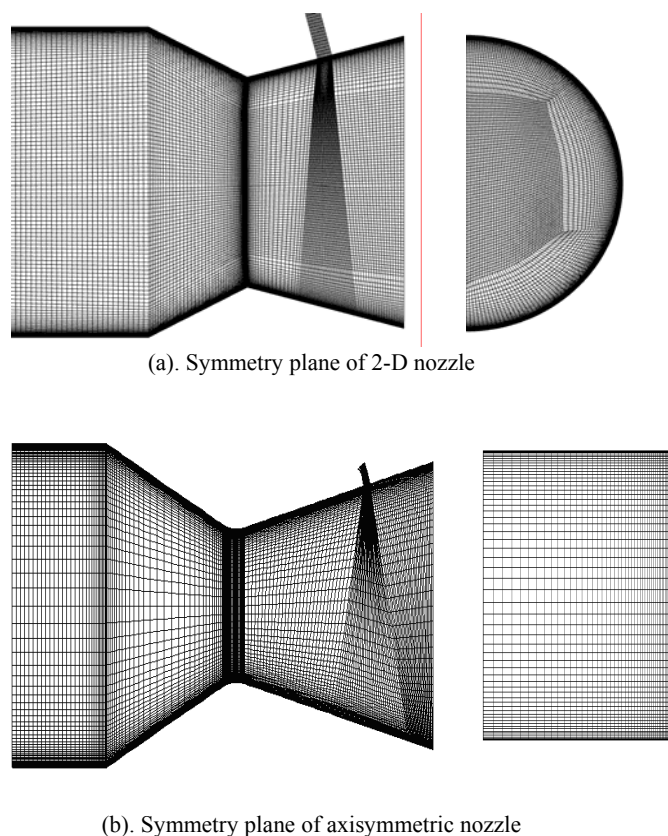 (a). Symmetry plane of 2-D nozzle
(b). Symmetry plane of axisymmetric nozzle